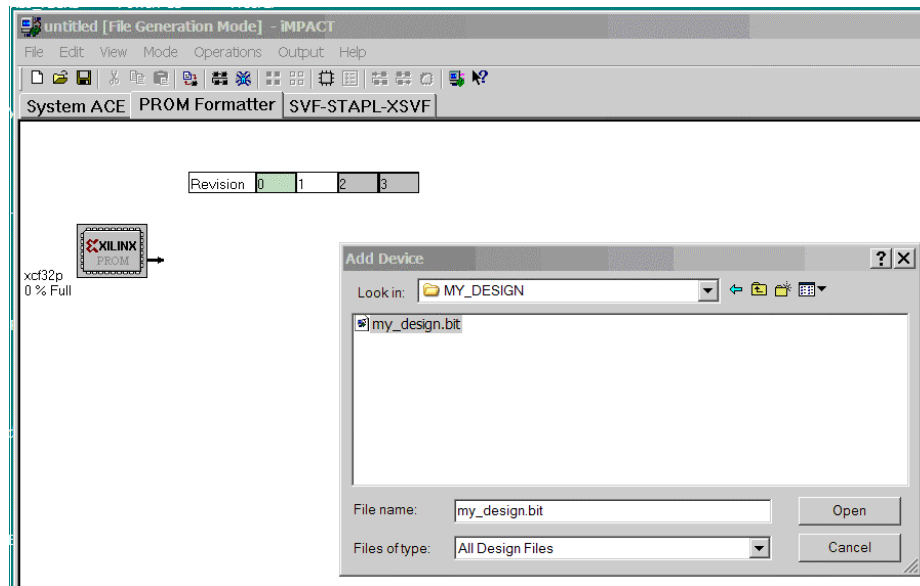 untitled [File Generation Mode] - iMPACT
File Edit View Mode Operations Output Help
System ACE PROM Formatter SVF-STAPL-XSVF
Revision 0 1 2 3
XILINX
PROM
xcf32p
0 % Full
Add Device
Look in: MY_DESIGN
my_design.bit
File name: my_design.bit Open
Files of type: All Design Files Cancel